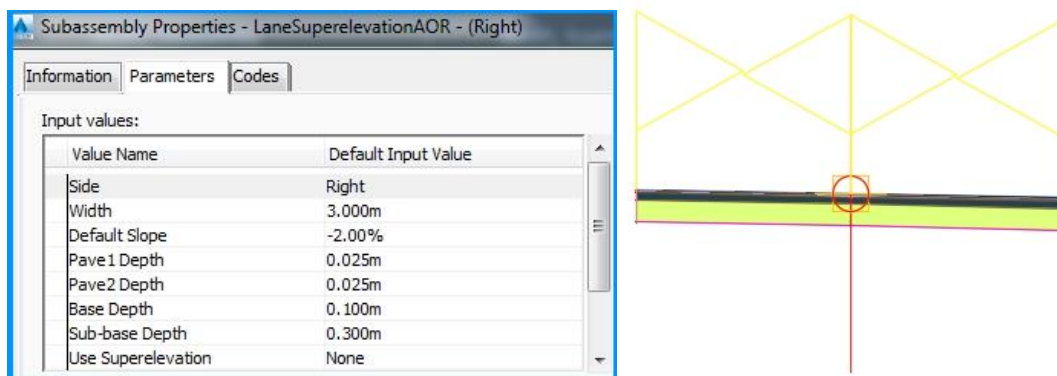 Subassembly Properties - LaneSuperelevationAOR - (Right)
Information Parameters Codes
Input values:
Value Name Default Input Value
Side Right
Width 3.000m
Default Slope -2.00%
Pave1 Depth 0.025m
Pave2 Depth 0.025m
Base Depth 0.100m
Sub-base Depth 0.300m
Use Superelevation None